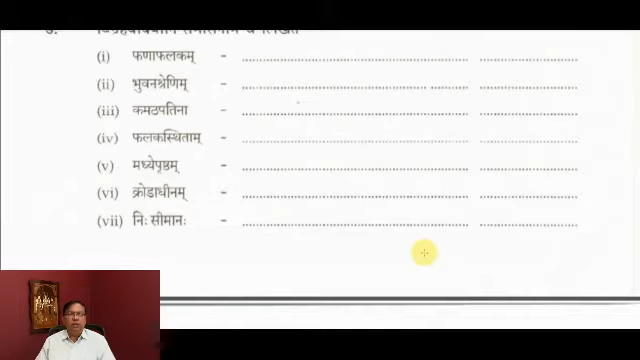 (i) फणाफलकम् - ........................................ .................
(ii) भुवनश्रेणिम् - ........................................ .................
(iii) कमठपतिना - ........................................ .................
(iv) फलकस्थिताम् - ........................................ .................
(v) मध्येपृष्ठम् - ........................................ .................
(vi) क्रोडाधीनम् - ........................................ .................
(vii) निः सीमानः - ........................................ .................